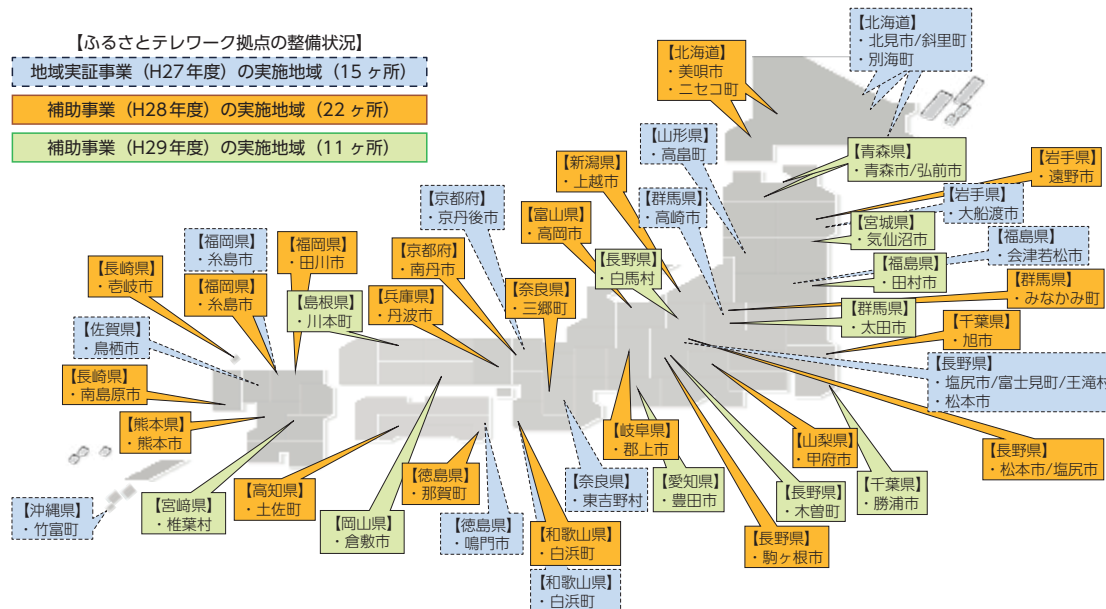 【ふるさとテレワーク拠点の整備状況】
地域実証事業（H27年度）の実施地域（15ヶ所）
補助事業（H28年度）の実施地域（22ヶ所）
補助事業（H29年度）の実施地域（11ヶ所）
【北海道】
・北見市/斜里町
・別海町
【北海道】
・美唄市
・ニセコ町
【山形県】
・高畠町
【青森県】
・青森市/弘前市
【岩手県】
・遠野市
【岩手県】
・大船渡市
【新潟県】
・上越市
【群馬県】
・高崎市
【宮城県】
・気仙沼市
【福島県】
・会津若松市
【福島県】
・田村市
【群馬県】
・みなかみ町
【群馬県】
・太田市
【千葉県】
・旭市
【京都府】
・京丹後市
【富山県】
・高岡市
【長野県】
・白馬村
【福岡県】
・糸島市
【福岡県】
・田川市
【京都府】
・南丹市
【長崎県】
・壱岐市
【福岡県】
・糸島市
【島根県】
・川本町
【兵庫県】
・丹波市
【奈良県】
・三郷町
【佐賀県】
・鳥栖市
【長崎県】
・南島原市
【熊本県】
・熊本市
【長野県】
・塩尻市/富士見町/王滝村
・松本市
【岐阜県】
・郡上市
【山梨県】
・甲府市
【長野県】
・松本市/塩尻市
【沖縄県】
・竹富町
【宮﨑県】
・椎葉村
【高知県】
・土佐町
【岡山県】
・倉敷市
【徳島県】
・那賀町
【徳島県】
・鳴門市
【奈良県】
・東吉野村
【和歌山県】
・白浜町
【和歌山県】
・白浜町
【愛知県】
・豊田市
【長野県】
・駒ヶ根市
【長野県】
・木曽町
【千葉県】
・勝浦市